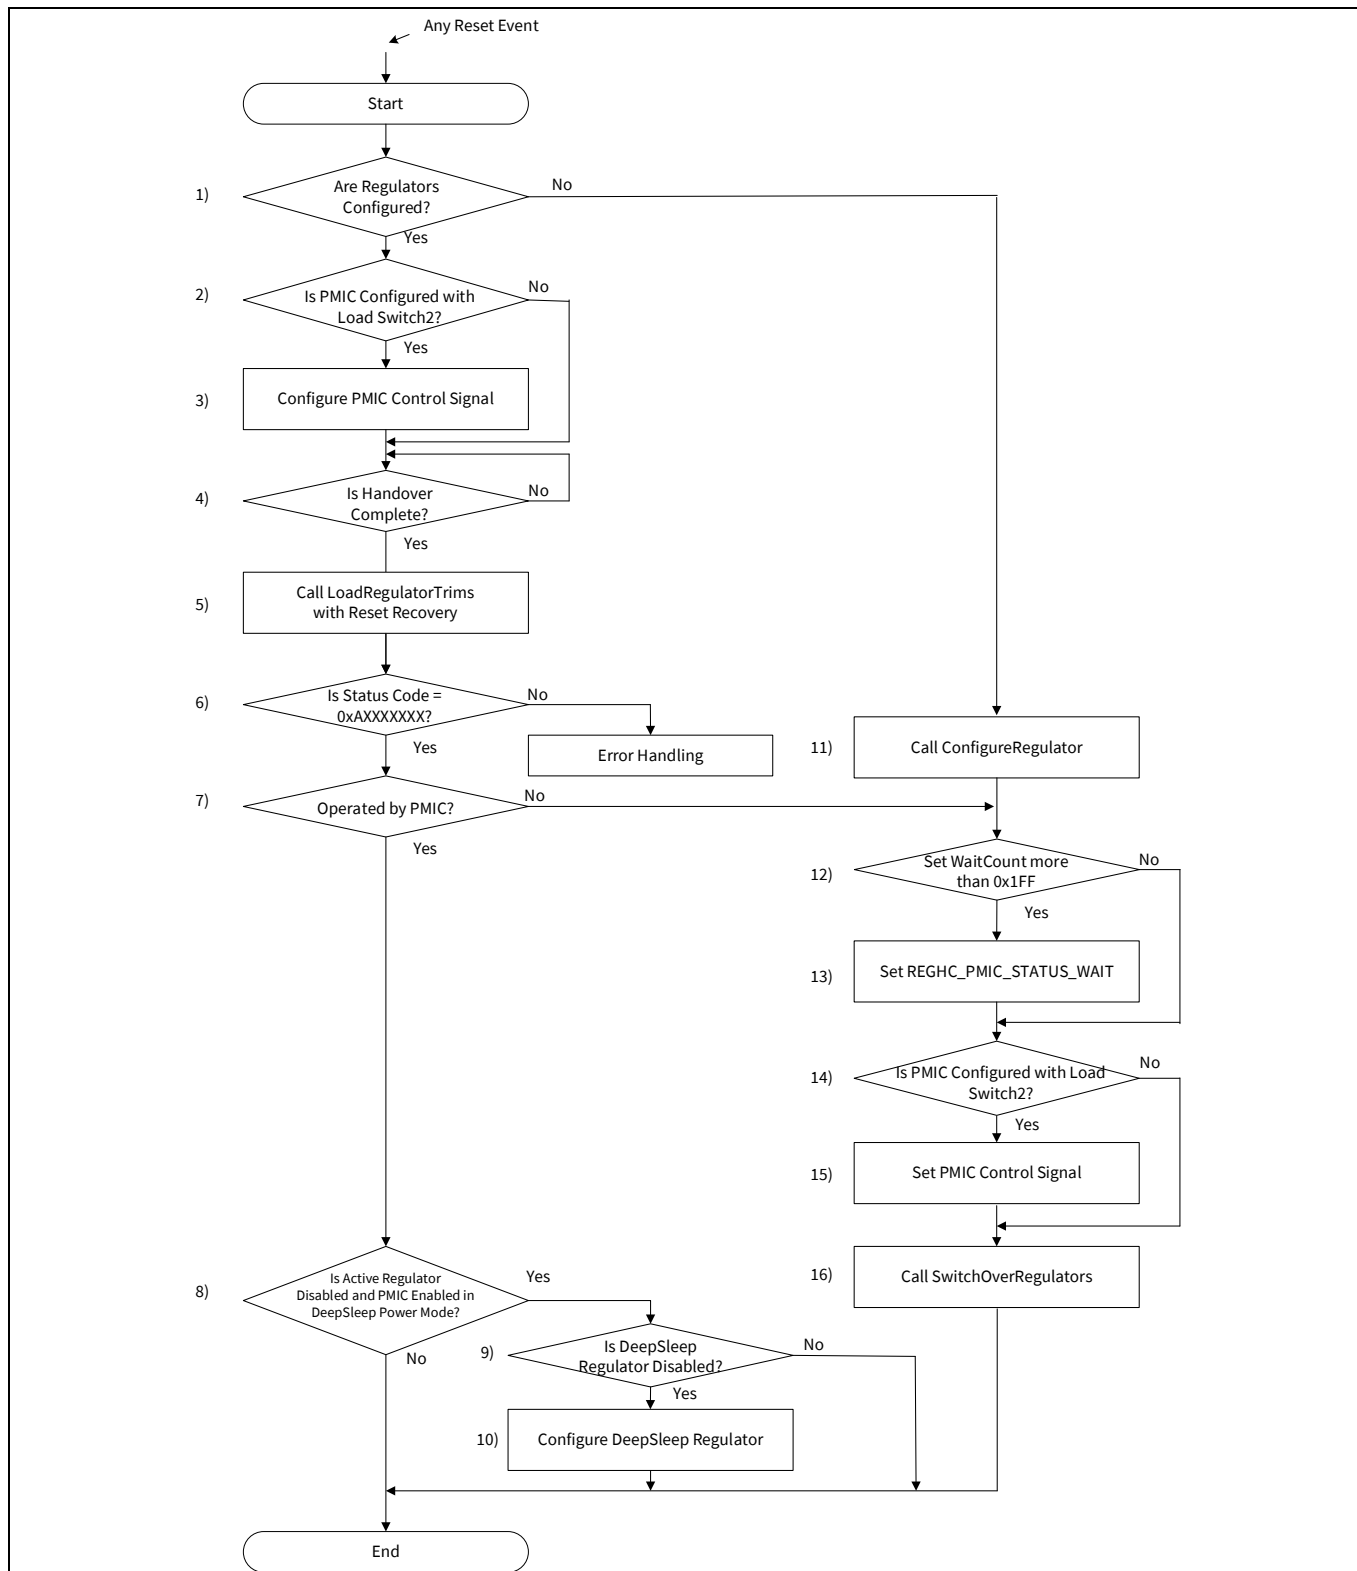 Any Reset Event
Start
1)
Are Regulators
Configured?
No
Yes
2)
Is PMIC Configured with
Load Switch2?
No
Yes
3)
Configure PMIC Control Signal
4)
Is Handover
Complete?
No
Yes
5)
Call LoadRegulatorTrims
with Reset Recovery
6)
Is Status Code =
0xAXXXXXXX?
No
Yes
Error Handling
7)
Operated by PMIC?
No
Yes
11)
Call ConfigureRegulator
12)
Set WaitCount more
than 0x1FF
No
Yes
13)
Set REGHC_PMIC_STATUS_WAIT
14)
Is PMIC Configured with Load
Switch2?
No
Yes
15)
Set PMIC Control Signal
16)
Call SwitchOverRegulators
8)
Is Active Regulator
Disabled and PMIC Enabled in
DeepSleep Power Mode?
Yes
No
9)
Is DeepSleep
Regulator Disabled?
No
Yes
10)
Configure DeepSleep Regulator
End